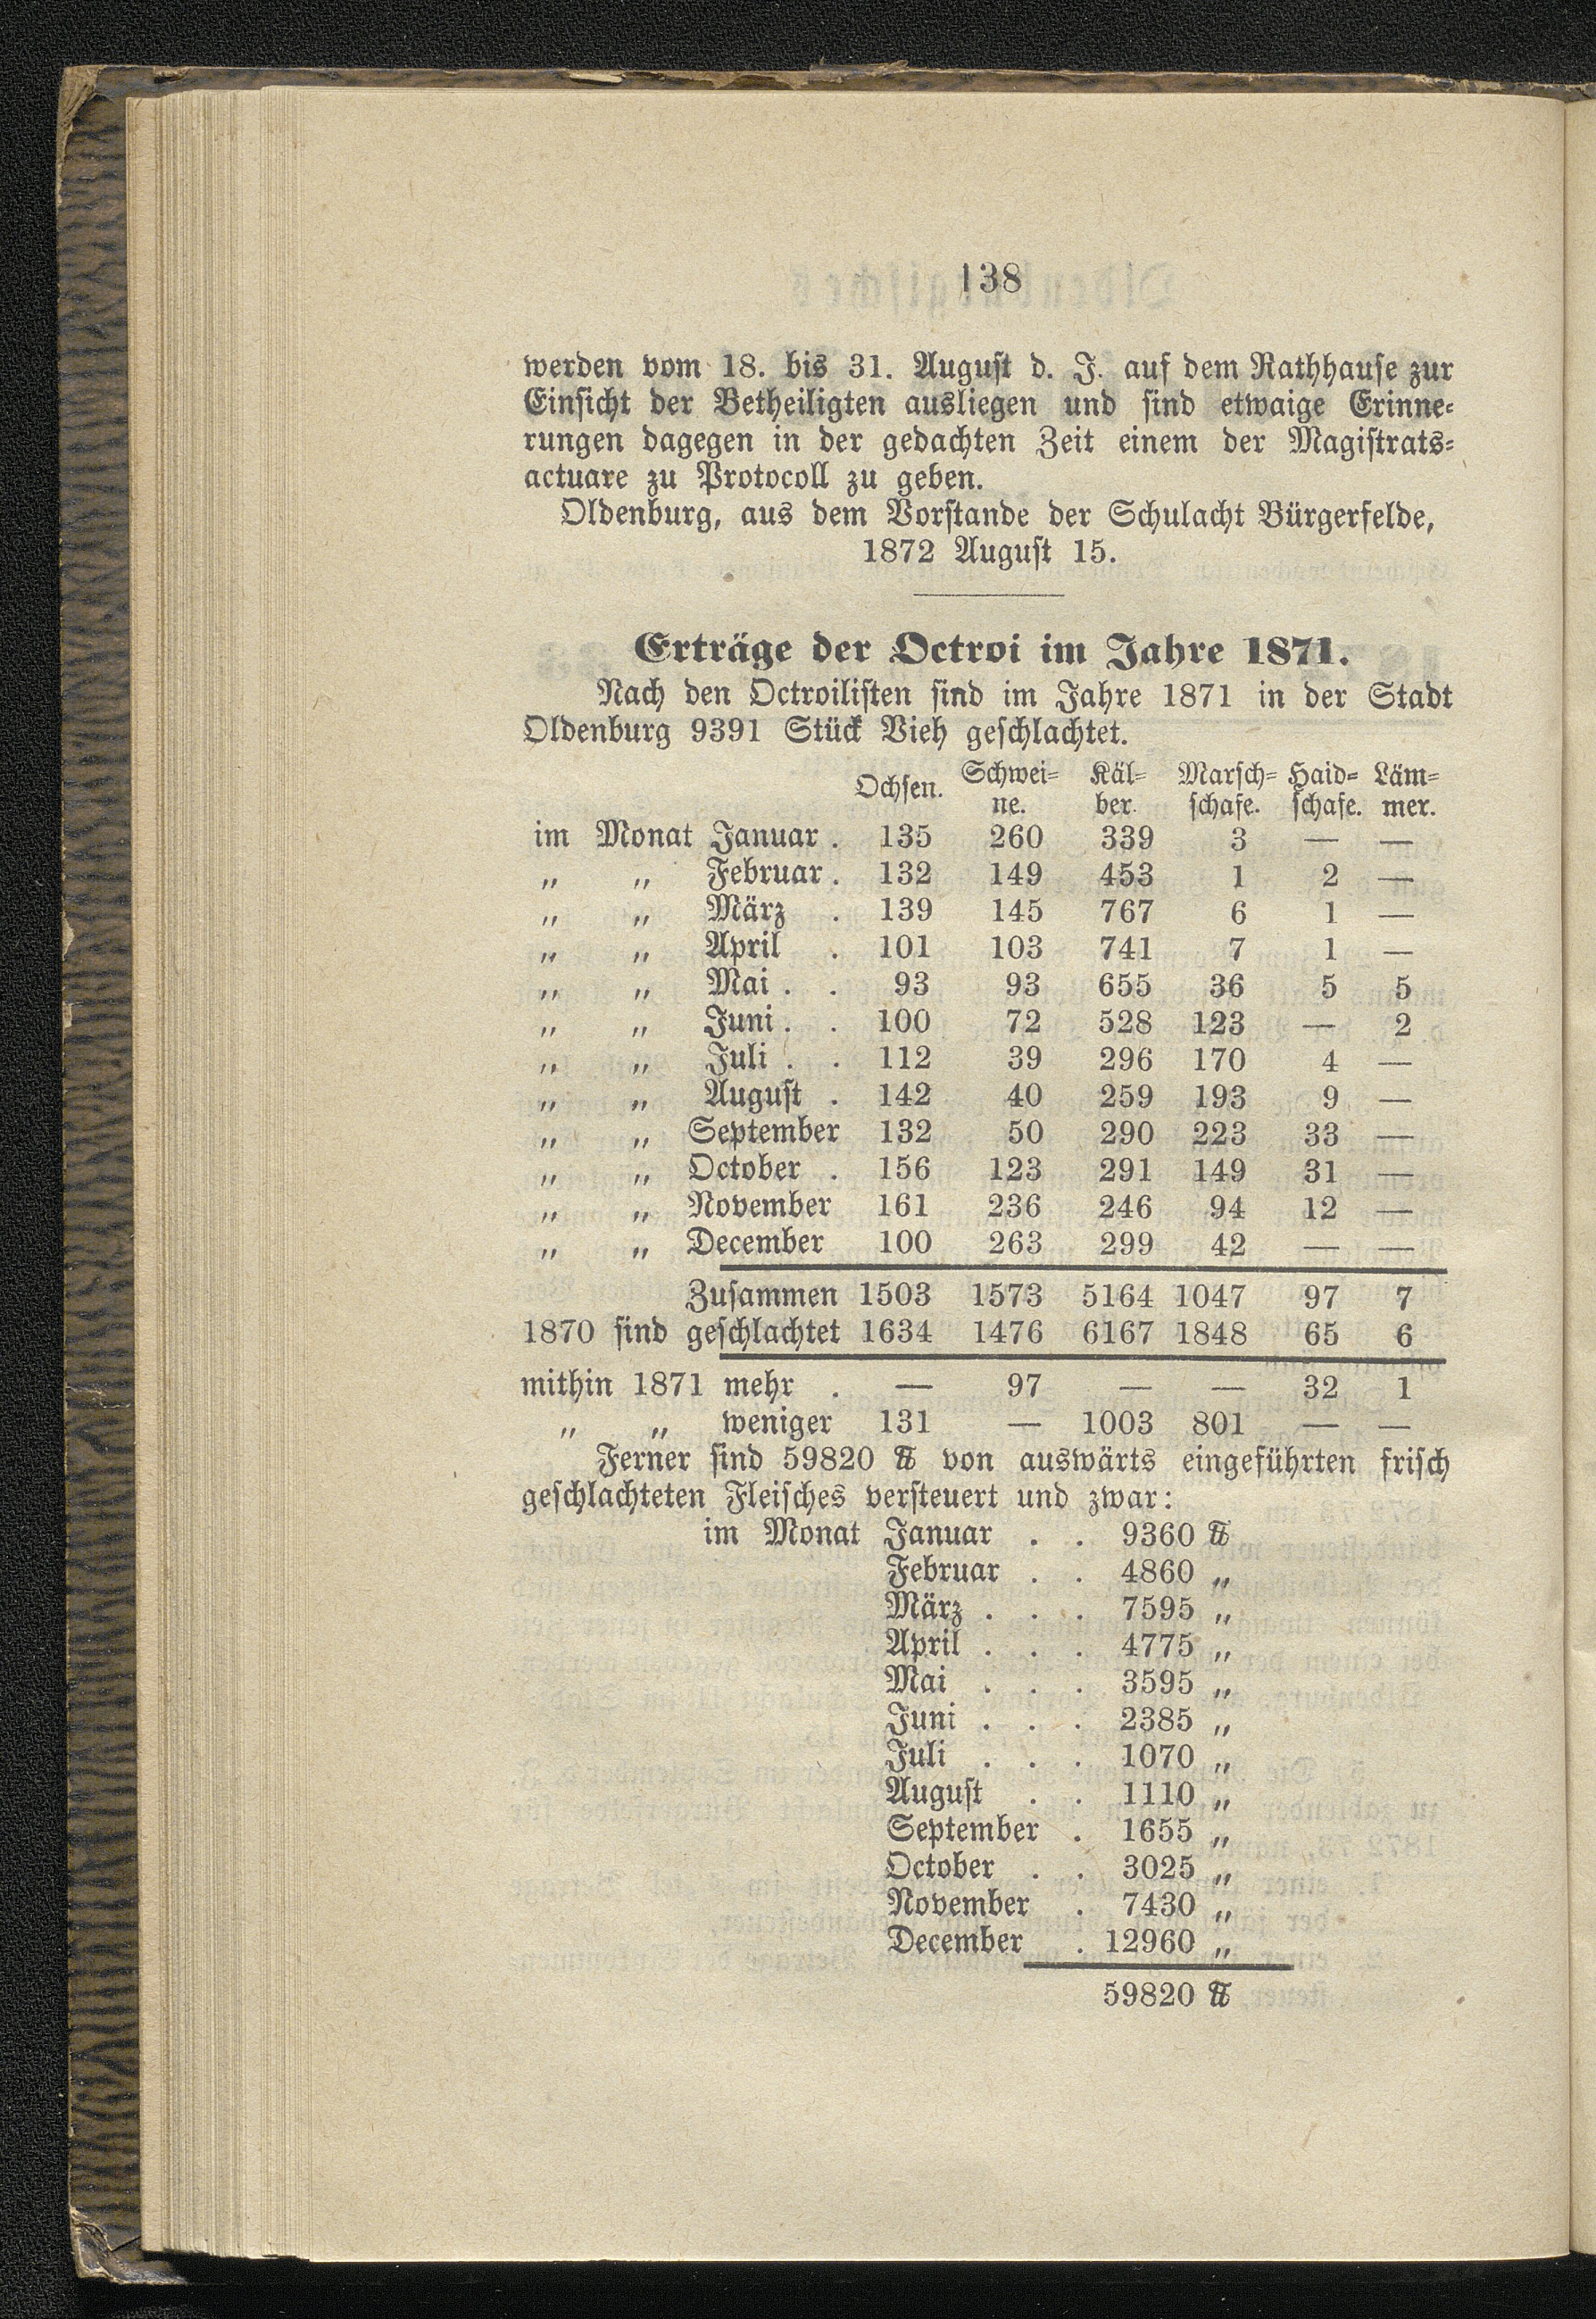 138
werden vom 18. bis 31. August d. J. auf dem Rathhause zur
Einsicht der Betheiligten ausliegen und sind etwaige Erinne-
rungen dagegen in der gedachten Zeit einem der Magistrats-
actuare zu Protocoll zu geben.
Oldenburg, aus dem Vorstande der Schulacht Bürgerfelde,
1872 August 15.
Erträge der Octroi im Jahre 1871.
Nach den Octroilisten sind im Jahre 1871 in der Stadt
Oldenburg 9391 Stück Vieh geschlachtet.
Ochsen. Schwei- Käl- Marsch- Haid- Läm-
ne. ber. schafe. schafe. mer.
im Monat Januar . 135 260 339 3 — —
„ „ Februar . 132 149 453 1 2 —
„ „ März . 139 145 767 6 1 —
„ „ April . 101 103 741 7 1 —
„ „ Mai . . 93 93 655 36 5 5
„ „ Juni . . 100 72 528 123 — 2
„ „ Juli . . 112 39 296 170 4 —
„ „ August . 142 40 259 193 9 —
„ „ September 132 50 290 223 33 —
„ „ October . 156 123 291 149 31 —
„ „ November 161 236 246 94 12 —
„ „ December 100 263 299 42 — —
Zusammen 1503 1573 5164 1047 97 7
1870 sind geschlachtet 1634 1476 6167 1848 65 6
mithin 1871 mehr . — 97 — — 32 1
„ „ weniger 131 — 1003 801 — —
Ferner sind 59820 ℔ von auswärts eingeführten frisch
geschlachteten Fleisches versteuert und zwar:
im Monat Januar . . 9360 ℔
Februar . . 4860 „
März . . . 7595 „
April . . . 4775 „
Mai . . . 3595 „
Juni . . . 2385 „
Juli . . . 1070 „
August . . 1110 „
September . 1655 „
October . . 3025 „
November . 7430 „
December . 12960 „
59820 ℔